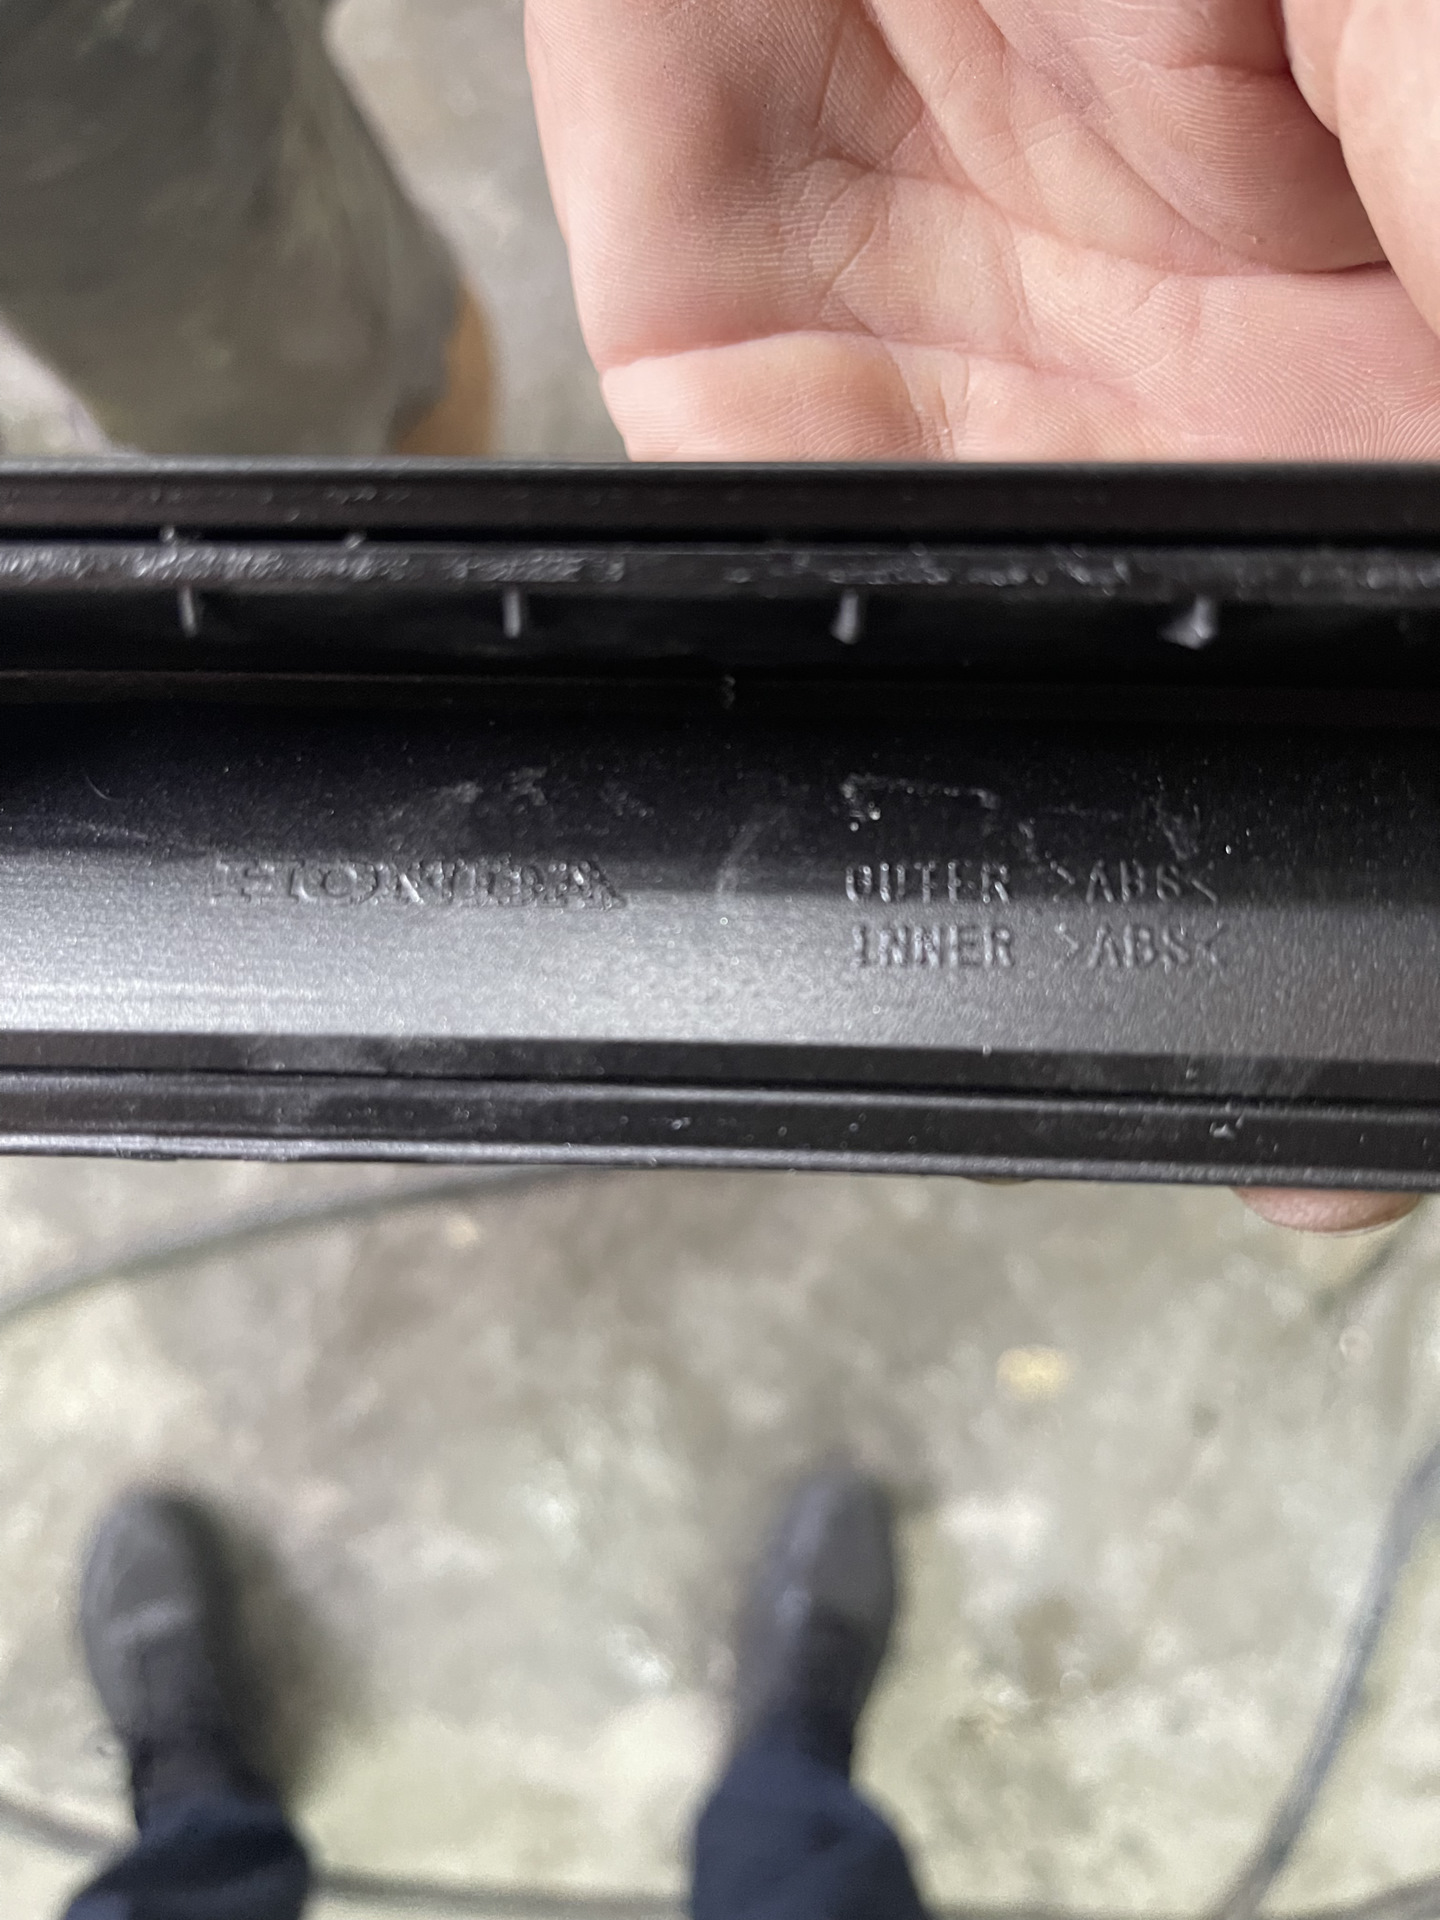 HONDA
OUTER >ABS<
INNER >ABS<